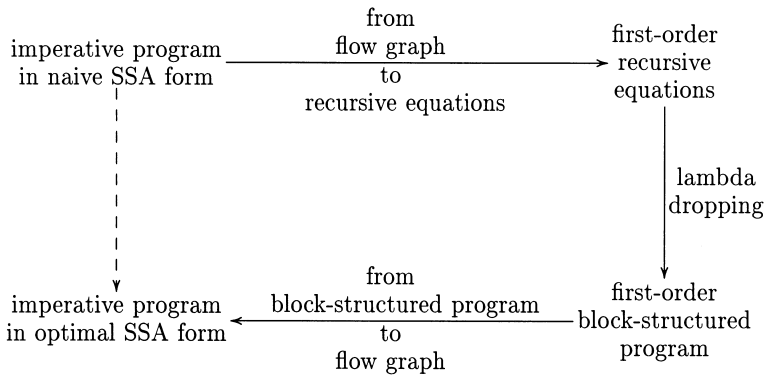 imperative program
in naive SSA form
from
flow graph
to
recursive equations
first-order
recursive
equations
lambda
dropping
imperative program
in optimal SSA form
from
block-structured program
to
flow graph
first-order
block-structured
program